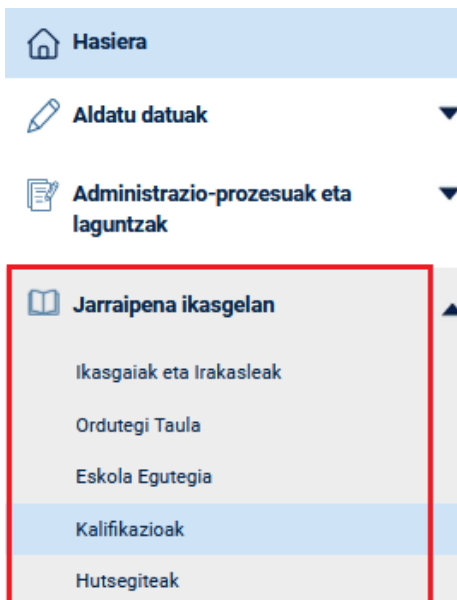 Hasiera
Aldatu datuak
Administrazio-prozesuak eta
laguntzak
Jarraipena ikasgelan
Ikasgaiak eta Irakasleak
Ordutegi Taula
Eskola Egutegia
Kalifikazioak
Hutsegiteak